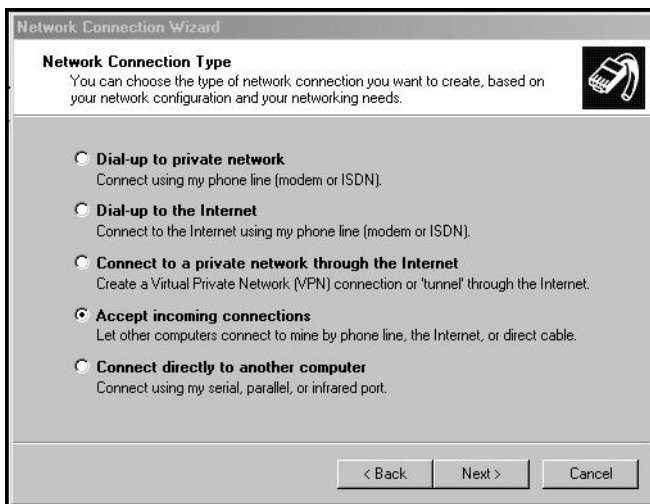 Network Connection Wizard
Network Connection Type
You can choose the type of network connection you want to create, based on
your network configuration and your networking needs.
Dial-up to private network
Connect using my phone line (modem or ISDN).
Dial-up to the Internet
Connect to the Internet using my phone line (modem or ISDN).
Connect to a private network through the Internet
Create a Virtual Private Network (VPN) connection or 'tunnel' through the Internet.
Accept incoming connections
Let other computers connect to mine by phone line, the Internet, or direct cable.
Connect directly to another computer
Connect using my serial, parallel, or infrared port.
< Back Next > Cancel